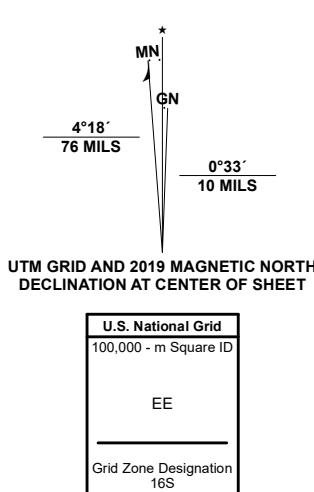 ★
MN
GN
4°18´
76 MILS
0°33´
10 MILS
UTM GRID AND 2019 MAGNETIC NORTH
DECLINATION AT CENTER OF SHEET
U.S. National Grid
100,000 - m Square ID
EE
Grid Zone Designation
16S